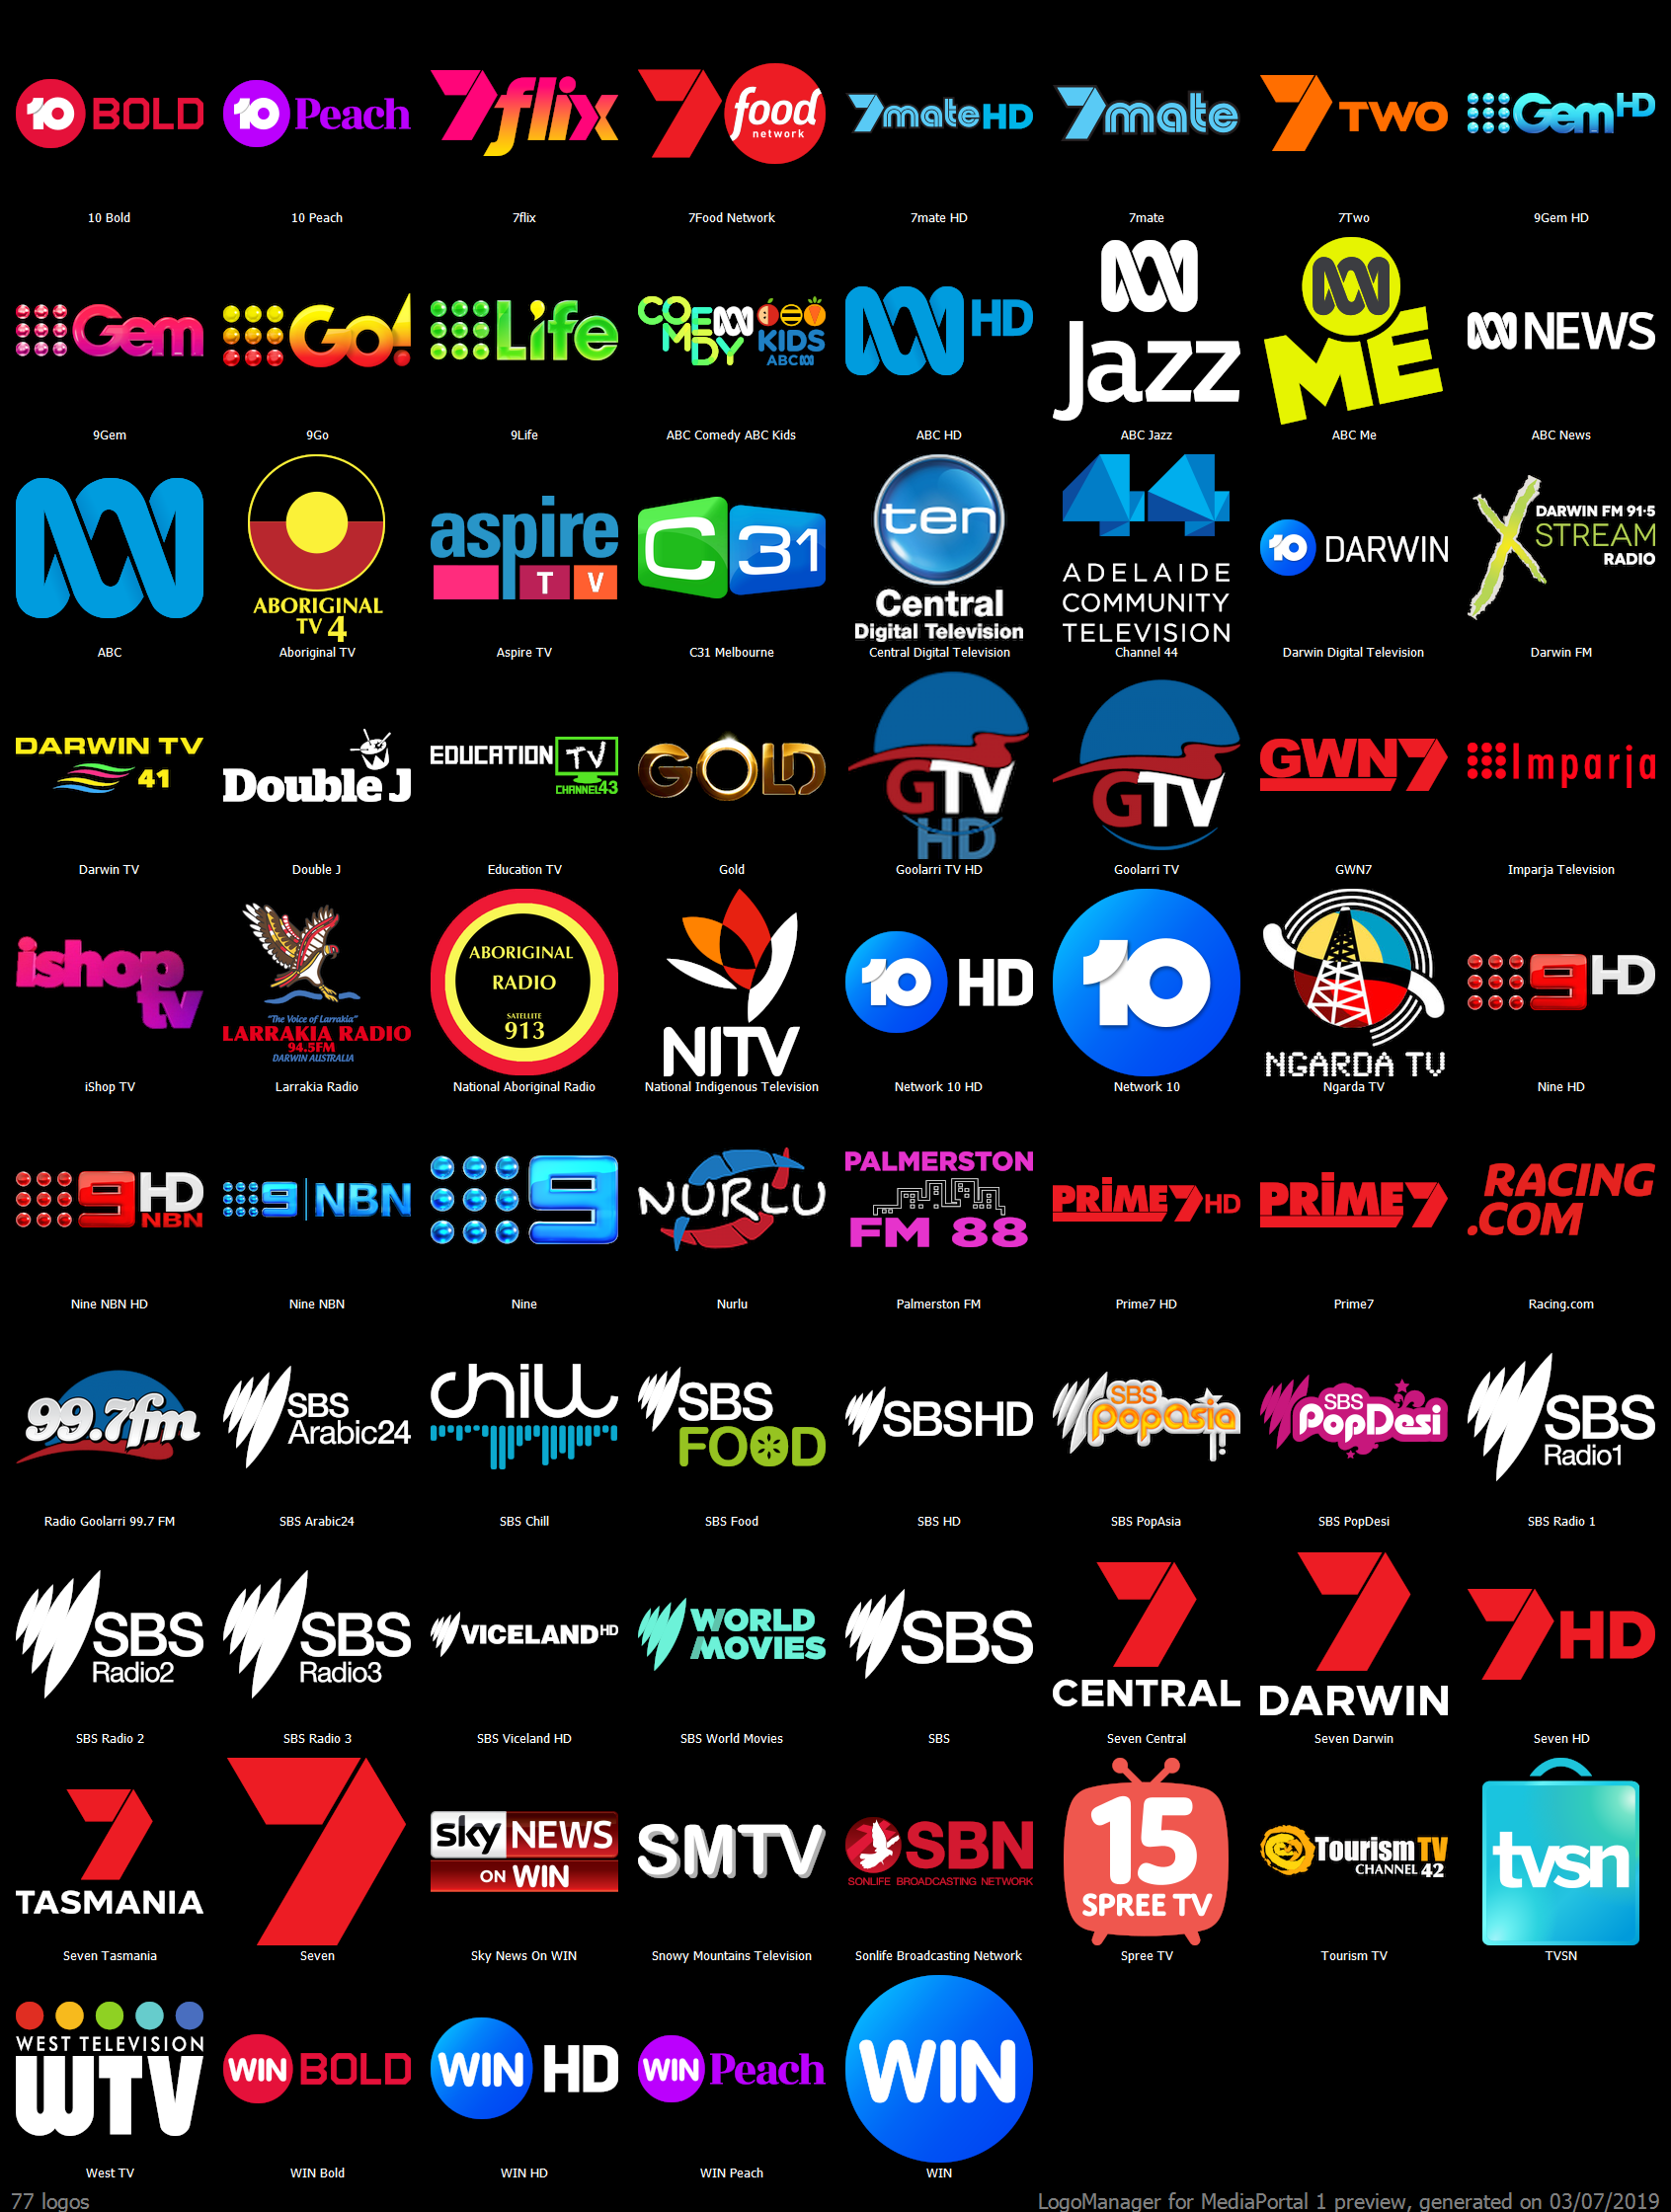 10 BOLD
10 Peach
7flix
7 food network
7mate HD
7mate
7 TWO
Gem HD
10 Bold
10 Peach
7flix
7Food Network
7mate HD
7mate
7Two
9Gem HD
Gem
Go!
Life
COMEDY KIDS ABC
HD
Jazz
ME
NEWS
9Gem
9Go
9Life
ABC Comedy ABC Kids
ABC HD
ABC Jazz
ABC Me
ABC News
ABORIGINAL TV 4
aspire TV
C 31
ten Central Digital Television
44 ADELAIDE COMMUNITY TELEVISION
10 DARWIN
DARWIN FM 91·5 XSTREAM RADIO
ABC
Aboriginal TV
Aspire TV
C31 Melbourne
Central Digital Television
Channel 44
Darwin Digital Television
Darwin FM
DARWIN TV 41
Double J
EDUCATION TV CHANNEL 43
GOLD
GTV HD
GTV
GWN7
Imparja
Darwin TV
Double J
Education TV
Gold
Goolarri TV HD
Goolarri TV
GWN7
Imparja Television
ishop tv
"The Voice of Larrakia" LARRAKIA RADIO 94.5FM DARWIN AUSTRALIA
ABORIGINAL RADIO SATELLITE 913
NITV
10 HD
10
NGARDA TV
9 HD
iShop TV
Larrakia Radio
National Aboriginal Radio
National Indigenous Television
Network 10 HD
Network 10
Ngarda TV
Nine HD
9 HD NBN
9 NBN
9
NURLU
PALMERSTON FM 88
PRiME7 HD
PRiME7
RACING.COM
Nine NBN HD
Nine NBN
Nine
Nurlu
Palmerston FM
Prime7 HD
Prime7
Racing.com
99.7fm
SBS Arabic24
chill
SBS FOOD
SBS HD
SBS PopAsia
SBS PopDesi
SBS Radio1
Radio Goolarri 99.7 FM
SBS Arabic24
SBS Chill
SBS Food
SBS HD
SBS PopAsia
SBS PopDesi
SBS Radio 1
SBS Radio2
SBS Radio3
VICELAND HD
WORLD MOVIES
SBS
7 CENTRAL
7 DARWIN
7 HD
SBS Radio 2
SBS Radio 3
SBS Viceland HD
SBS World Movies
SBS
Seven Central
Seven Darwin
Seven HD
7 TASMANIA
7
sky NEWS ON WIN
SMTV
SBN SONLIFE BROADCASTING NETWORK
15 SPREE TV
Tourism TV CHANNEL 42
tvsn
Seven Tasmania
Seven
Sky News On WIN
Snowy Mountains Television
Sonlife Broadcasting Network
Spree TV
Tourism TV
TVSN
WEST TELEVISION WTV
WIN BOLD
WIN HD
WIN Peach
WIN
West TV
WIN Bold
WIN HD
WIN Peach
WIN
77 logos
LogoManager for MediaPortal 1 preview, generated on 03/07/2019